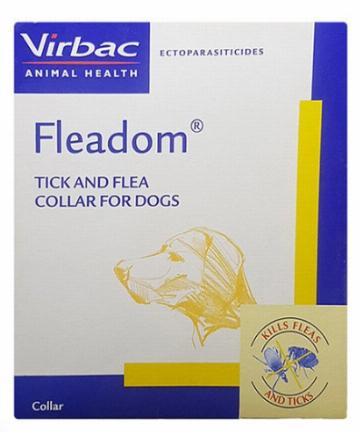 Virbac
ANIMAL HEALTH
ECTOPARASITICIDES
Fleadom®
TICK AND FLEA
COLLAR FOR DOGS
KILLS FLEAS
AND TICKS
Collar